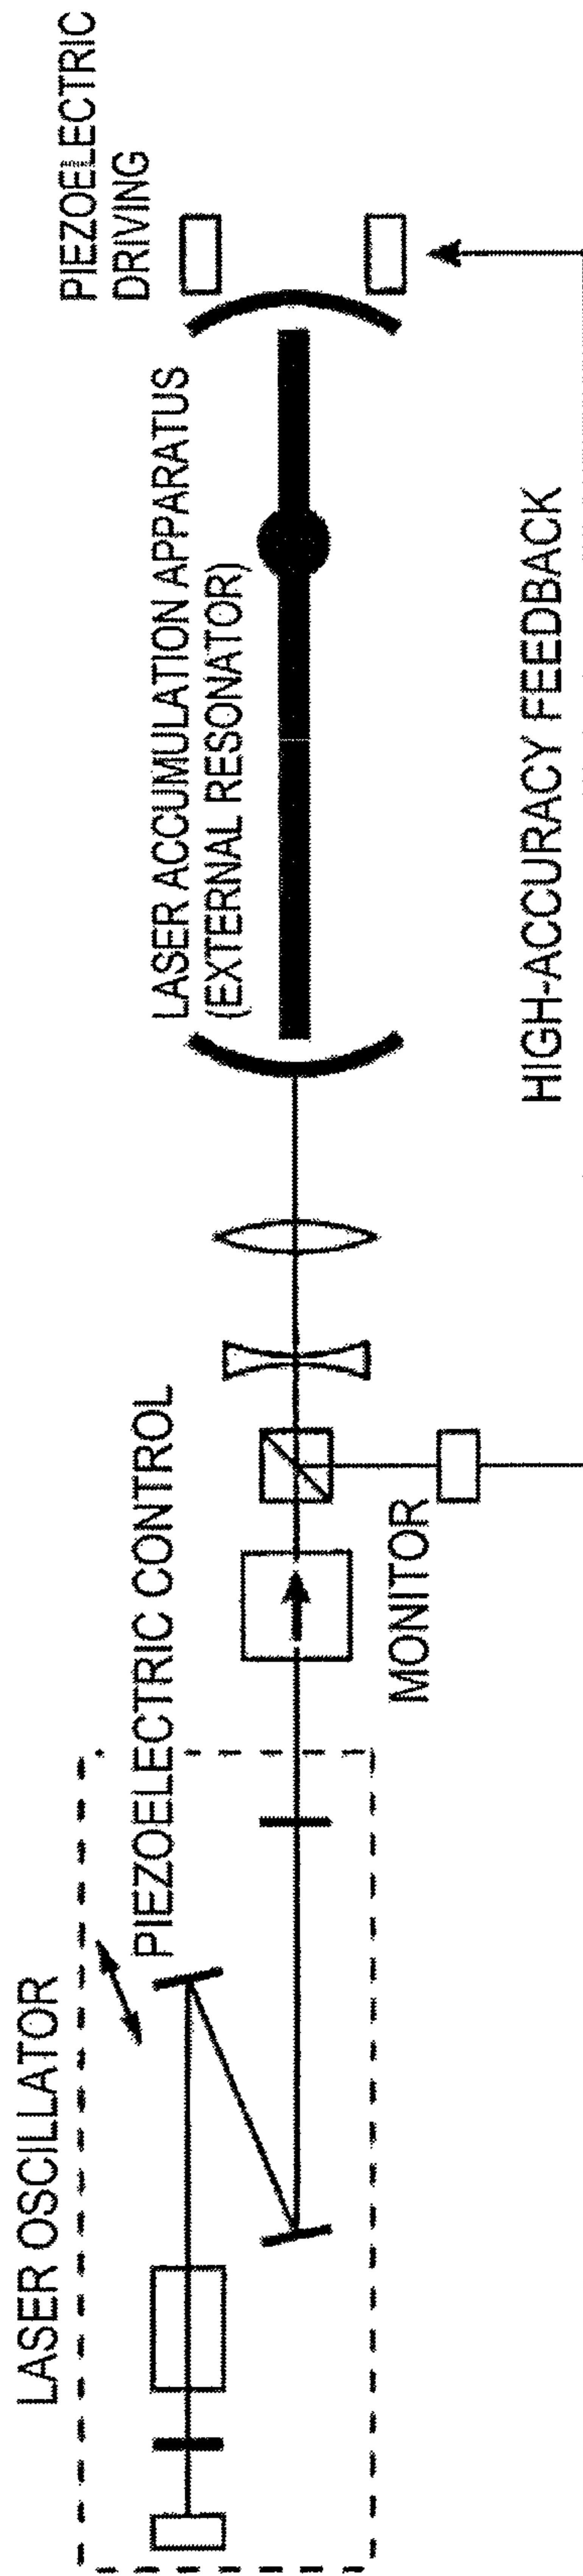 LASER OSCILLATOR
PIEZOELECTRIC CONTROL
MONITOR
LASER ACCUMULATION APPARATUS
(EXTERNAL RESONATOR)
HIGH-ACCURACY FEEDBACK
PIEZOELECTRIC
DRIVING